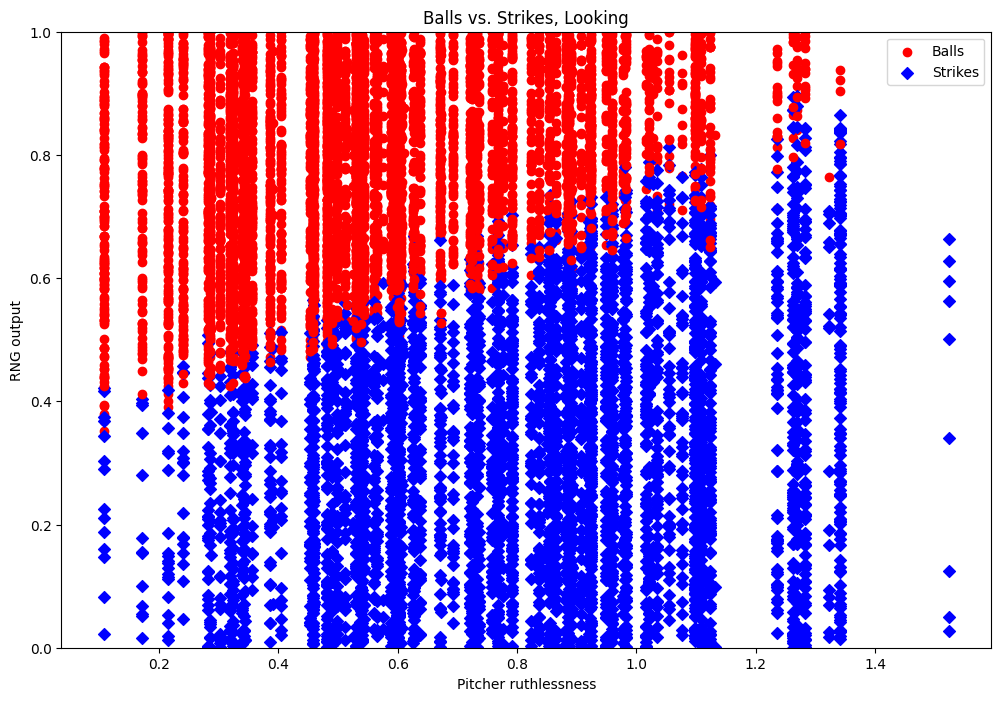 Balls vs. Strikes, Looking
1.0
0.8
0.6
0.4
0.2
0.0
RNG output
Balls
Strikes
0.2 0.4 0.6 0.8 1.0 1.2 1.4
Pitcher ruthlessness